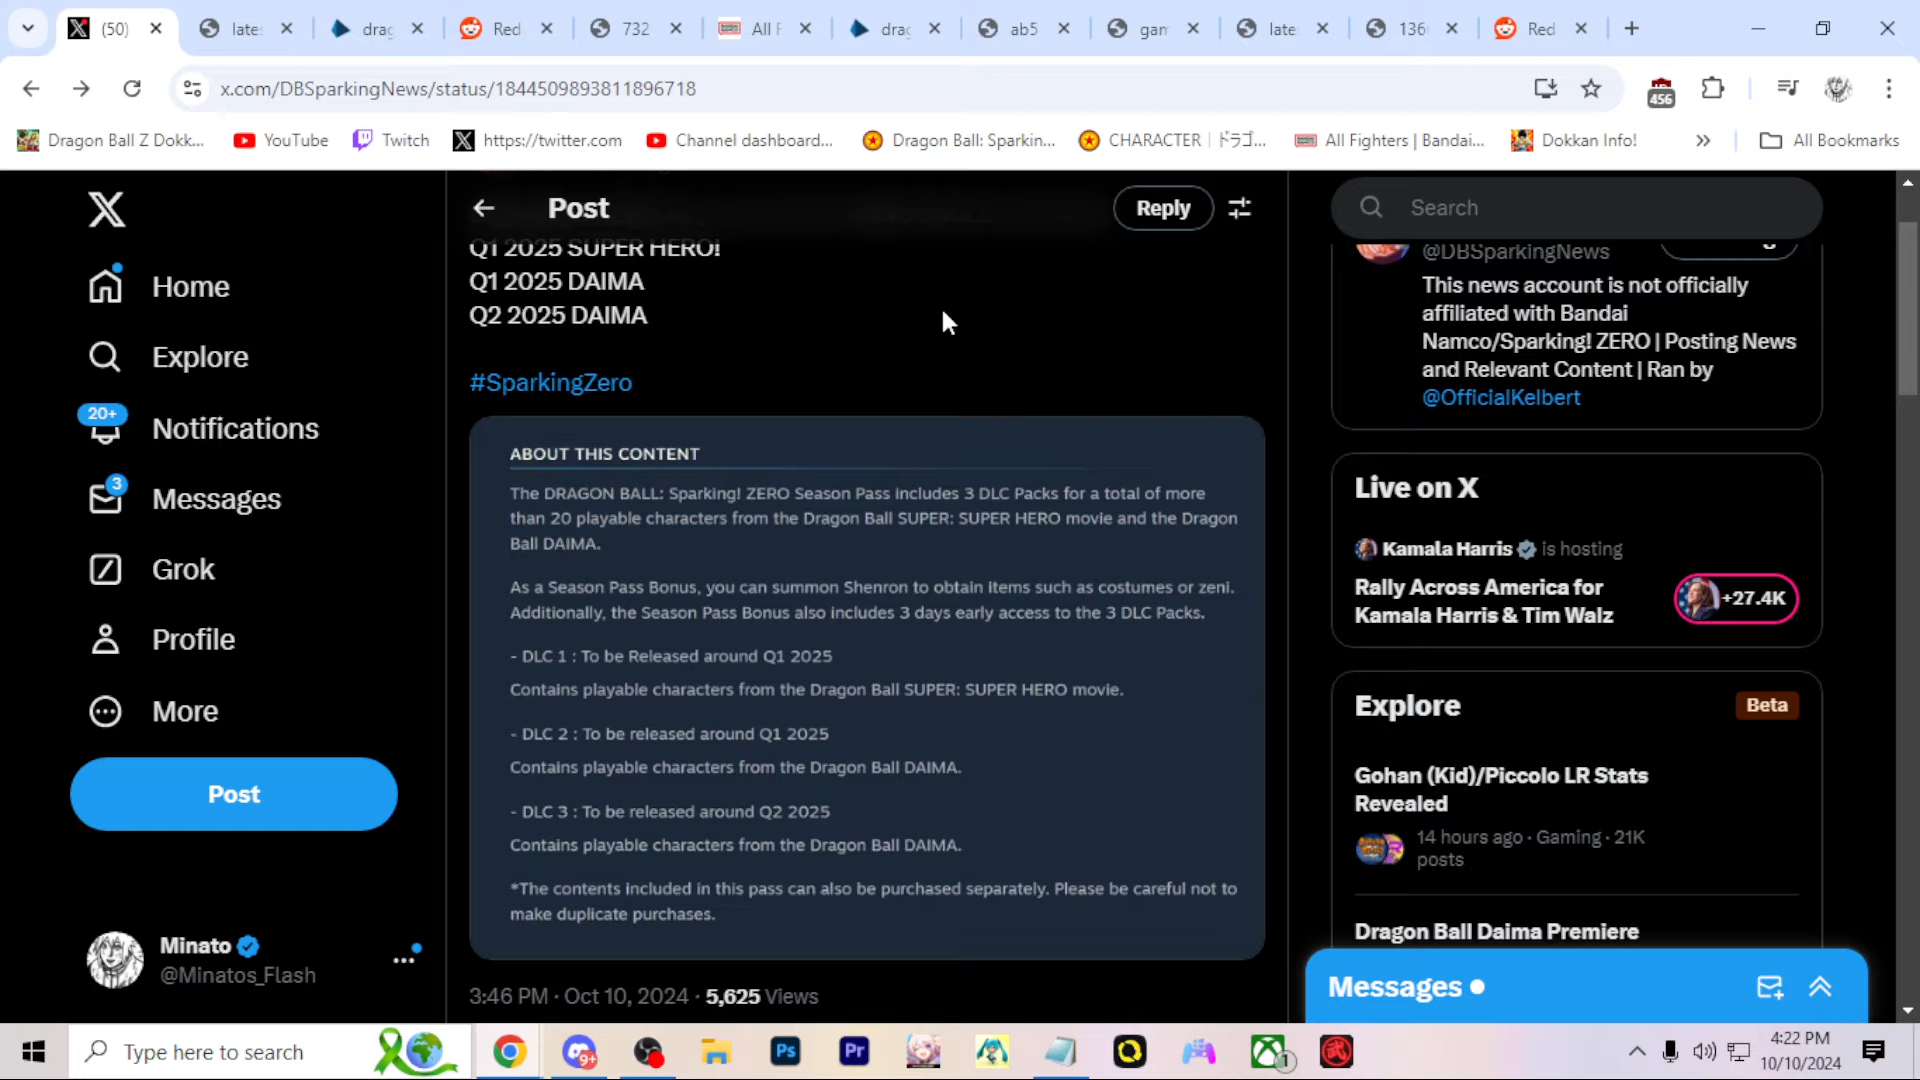 (50)
late
drag
Red
732
All F
drag
ab5
gam
late
136
Red
x.com/DBSparkingNews/status/1844509893811896718
456
Dragon Ball Z Dokk...
YouTube
Twitch
https://twitter.com
Channel dashboard...
Dragon Ball: Sparkin...
CHARACTER | ドラゴ...
All Fighters | Bandai...
Dokkan Info!
All Bookmarks
Home
Explore
20+
Notifications
3
Messages
Grok
Profile
More
Post
Minato
@Minatos_Flash
Post
Reply
Q1 2025 SUPER HERO!
Q1 2025 DAIMA
Q2 2025 DAIMA
#SparkingZero
ABOUT THIS CONTENT
The DRAGON BALL: Sparking! ZERO Season Pass includes 3 DLC Packs for a total of more
than 20 playable characters from the Dragon Ball SUPER: SUPER HERO movie and the Dragon
Ball DAIMA.
As a Season Pass Bonus, you can summon Shenron to obtain items such as costumes or zeni.
Additionally, the Season Pass Bonus also includes 3 days early access to the 3 DLC Packs.
- DLC 1 : To be Released around Q1 2025
Contains playable characters from the Dragon Ball SUPER: SUPER HERO movie.
- DLC 2 : To be released around Q1 2025
Contains playable characters from the Dragon Ball DAIMA.
- DLC 3 : To be released around Q2 2025
Contains playable characters from the Dragon Ball DAIMA.
*The contents included in this pass can also be purchased separately. Please be careful not to
make duplicate purchases.
3:46 PM · Oct 10, 2024 · 5,625 Views
Search
@DBSparkingNews
This news account is not officially
affiliated with Bandai
Namco/Sparking! ZERO | Posting News
and Relevant Content | Ran by
@OfficialKelbert
Live on X
Kamala Harris is hosting
Rally Across America for
Kamala Harris & Tim Walz
+27.4K
Explore
Beta
Gohan (Kid)/Piccolo LR Stats
Revealed
14 hours ago · Gaming · 21K
posts
Dragon Ball Daima Premiere
Messages
Type here to search
9+
Ps
Pr
1
4:22 PM
10/10/2024